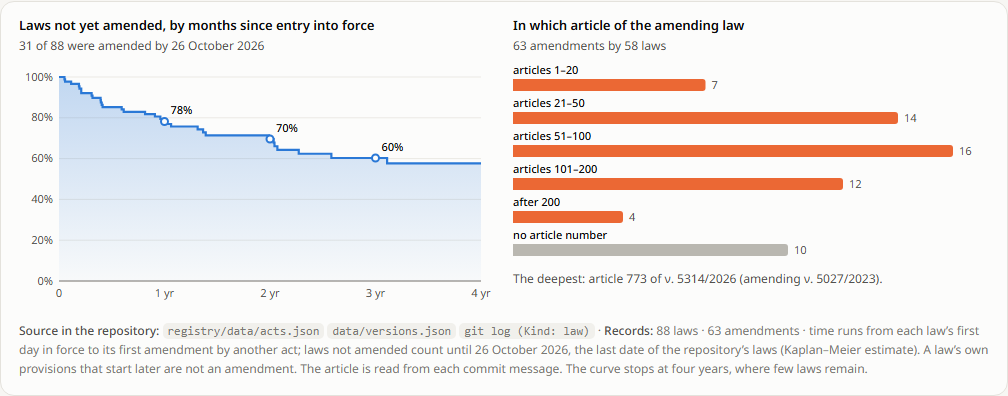 Laws not yet amended, by months since entry into force
31 of 88 were amended by 26 October 2026
100%
80%
60%
40%
20%
0%
78%
70%
60%
0
1 yr
2 yr
3 yr
4 yr
In which article of the amending law
63 amendments by 58 laws
articles 1–20
7
articles 21–50
14
articles 51–100
16
articles 101–200
12
after 200
4
no article number
10
The deepest: article 773 of ν. 5314/2026 (amending ν. 5027/2023).
Source in the repository: registry/data/acts.json data/versions.json git log (Kind: law) · Records: 88 laws · 63 amendments · time runs from each law’s first
day in force to its first amendment by another act; laws not amended count until 26 October 2026, the last date of the repository’s laws (Kaplan–Meier estimate). A law’s own
provisions that start later are not an amendment. The article is read from each commit message. The curve stops at four years, where few laws remain.